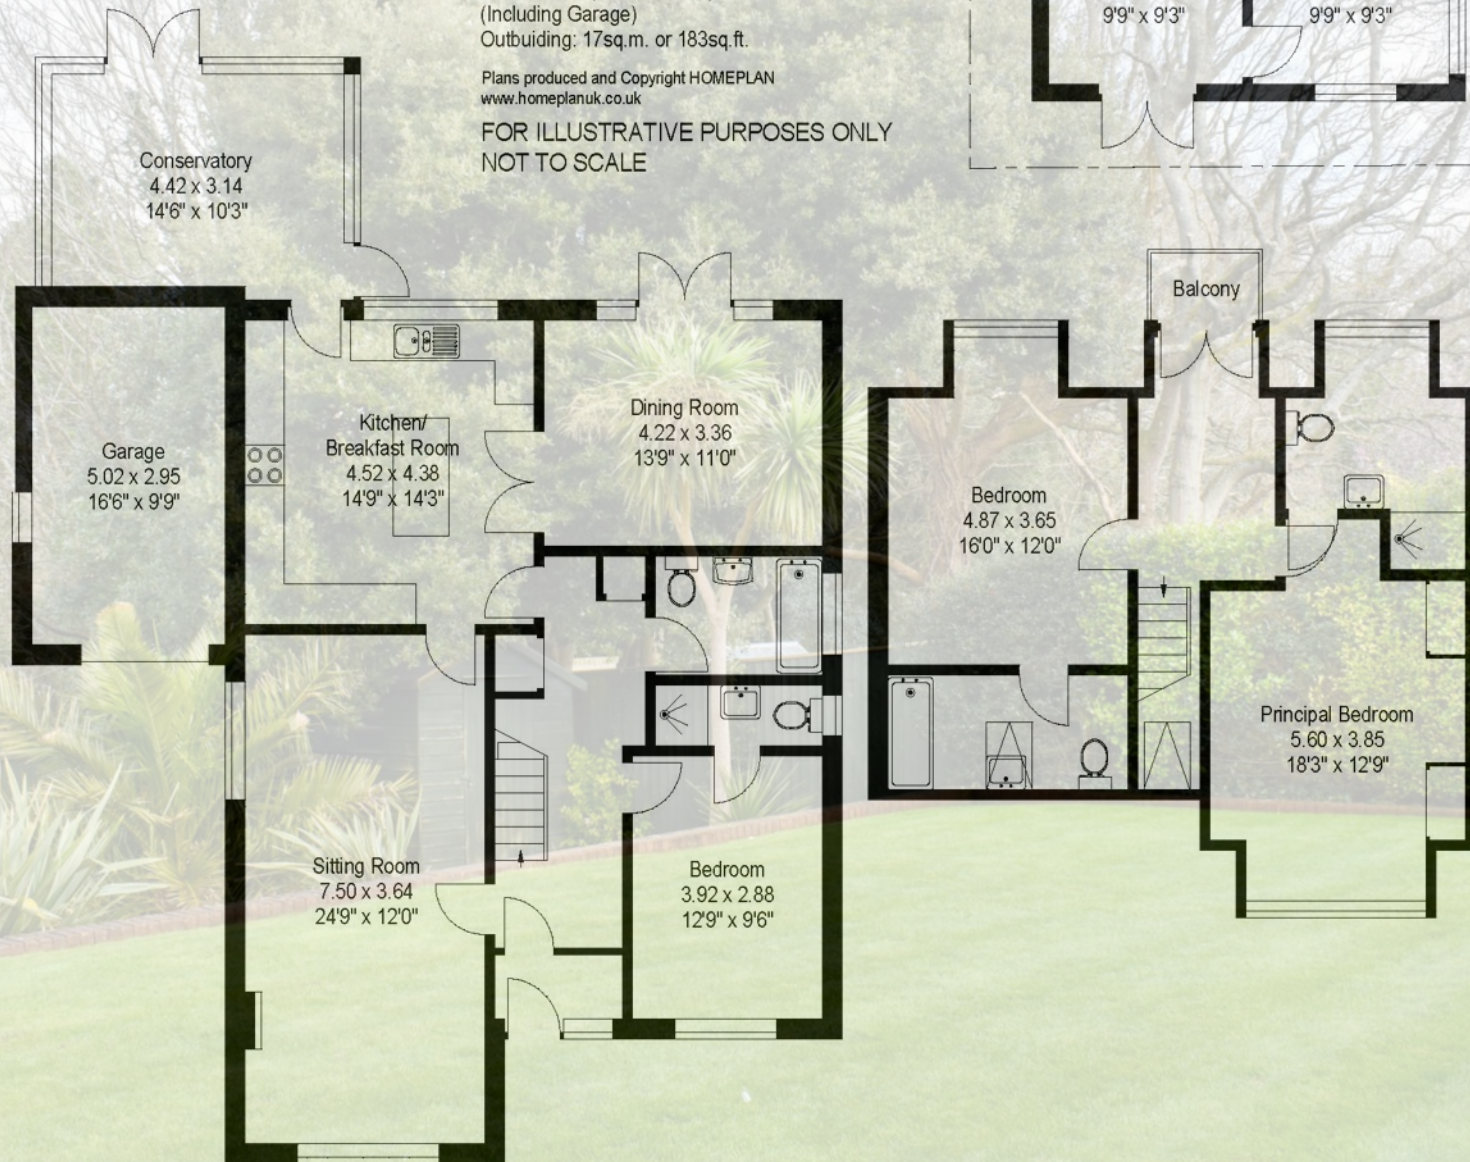 (Including Garage)
Outbuiding: 17sq.m. or 183sq.ft.
Plans produced and Copyright HOMEPLAN
www.homeplanuk.co.uk
FOR ILLUSTRATIVE PURPOSES ONLY
NOT TO SCALE
9'9" x 9'3"
9'9" x 9'3"
Conservatory
4.42 x 3.14
14'6" x 10'3"
Balcony
Garage
5.02 x 2.95
16'6" x 9'9"
Kitchen/
Breakfast Room
4.52 x 4.38
14'9" x 14'3"
Dining Room
4.22 x 3.36
13'9" x 11'0"
Bedroom
4.87 x 3.65
16'0" x 12'0"
Principal Bedroom
5.60 x 3.85
18'3" x 12'9"
Sitting Room
7.50 x 3.64
24'9" x 12'0"
Bedroom
3.92 x 2.88
12'9" x 9'6"